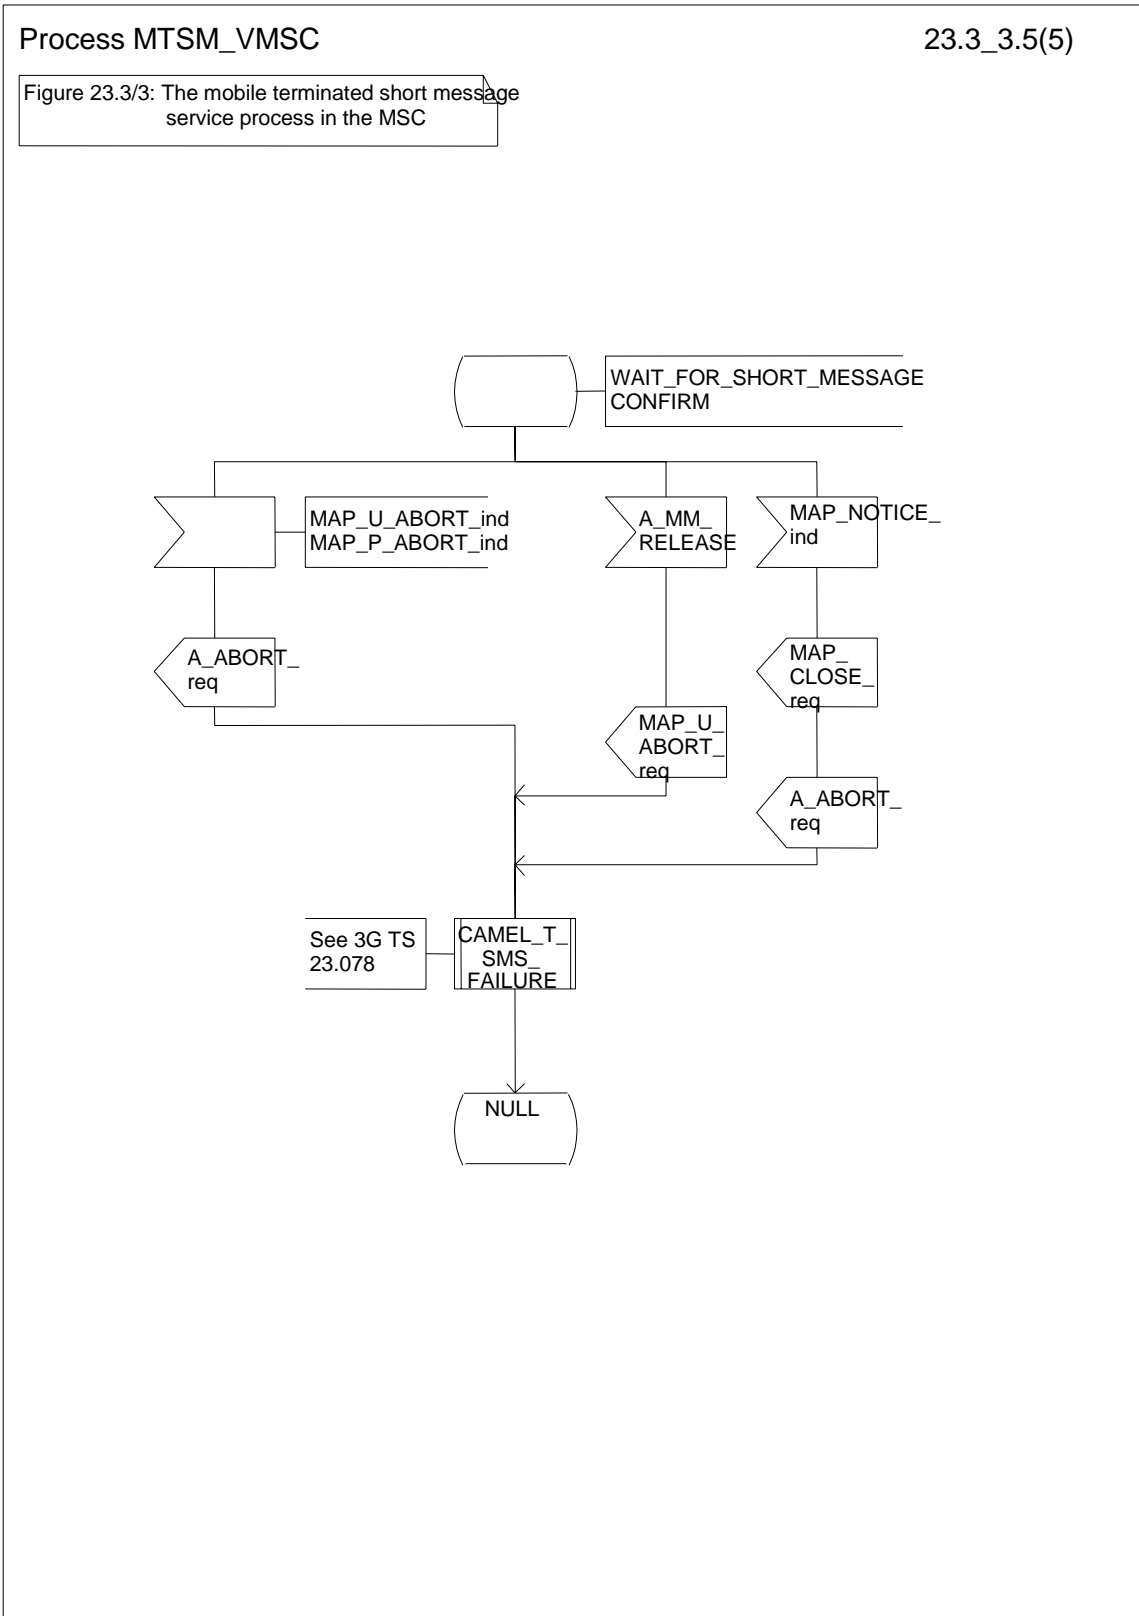 Process MTSM_VMSC
23.3_3.5(5)
Figure 23.3/3: The mobile terminated short message
service process in the MSC
WAIT_FOR_SHORT_MESSAGE
CONFIRM
MAP_U_ABORT_ind
MAP_P_ABORT_ind
A_MM_
RELEASE
MAP_NOTICE_
ind
A_ABORT_
req
MAP_
CLOSE_
req
MAP_U_
ABORT_
req
A_ABORT_
req
See 3G TS
23.078
CAMEL_T_
SMS_
FAILURE
NULL